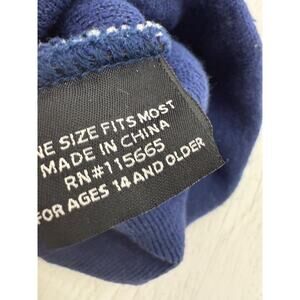 NE SIZE FITS MOST
MADE IN CHINA
RN#115665
FOR AGES 14 AND OLDER